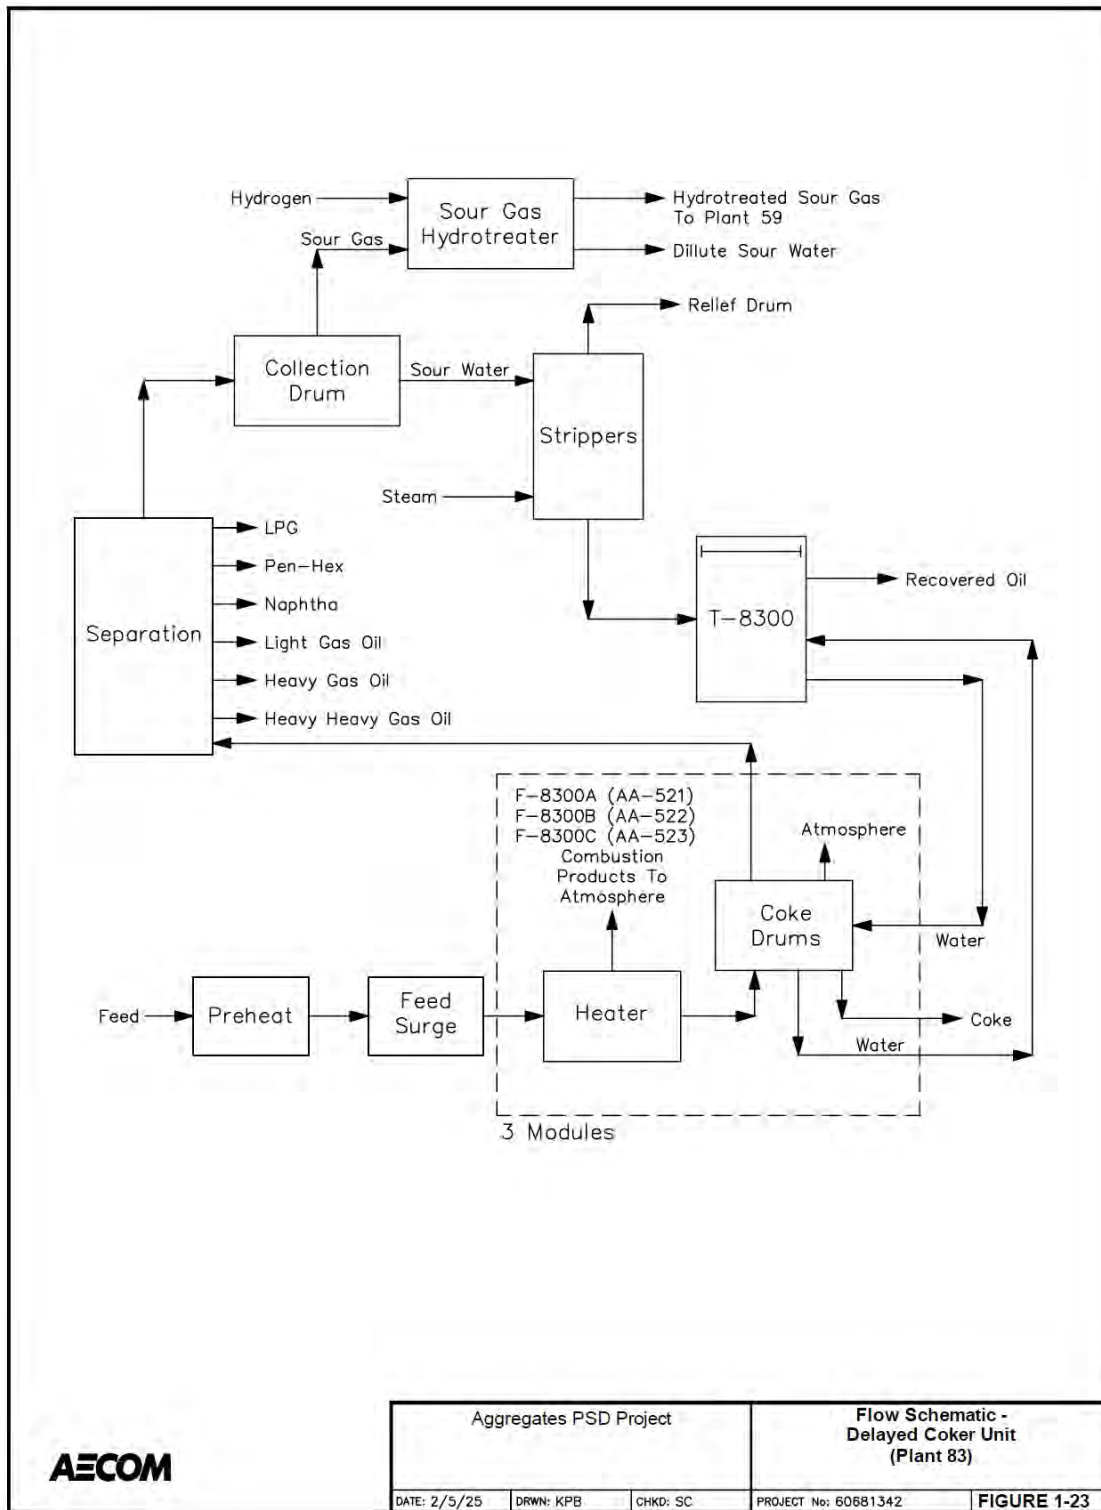 Hydrogen
Sour Gas
Hydrotreater
Hydrotreated Sour Gas
To Plant 59
Sour Gas
Dillute Sour Water
Relief Drum
Collection
Drum
Sour Water
Strippers
Steam
Separation
LPG
Pen-Hex
Naphtha
Light Gas Oil
Heavy Gas Oil
Heavy Heavy Gas Oil
T-8300
Recovered Oil
F-8300A (AA-521)
F-8300B (AA-522)
F-8300C (AA-523)
Combustion
Products To
Atmosphere
Atmosphere
Coke
Drums
Water
Feed
Preheat
Feed
Surge
Heater
Coke
Water
3 Modules
AECOM
Aggregates PSD Project
Flow Schematic -
Delayed Coker Unit
(Plant 83)
DATE: 2/5/25
DRWN: KPB
CHKD: SC
PROJECT No: 60681342
FIGURE 1-23